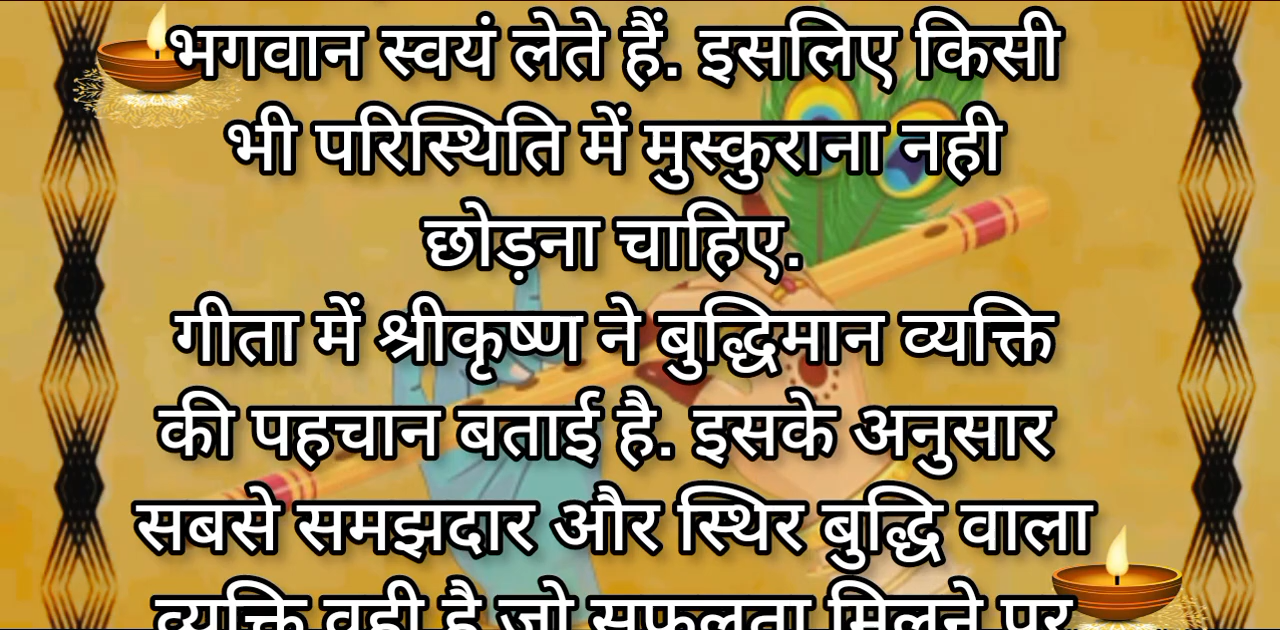 भगवान स्वयं लेते हैं. इसलिए किसी
भी परिस्थिति में मुस्कुराना नही
छोड़ना चाहिए.
गीता में श्रीकृष्ण ने बुद्धिमान व्यक्ति
की पहचान बताई है. इसके अनुसार
सबसे समझदार और स्थिर बुद्धि वाला
व्यक्ति वही है जो सफलता मिलने पर